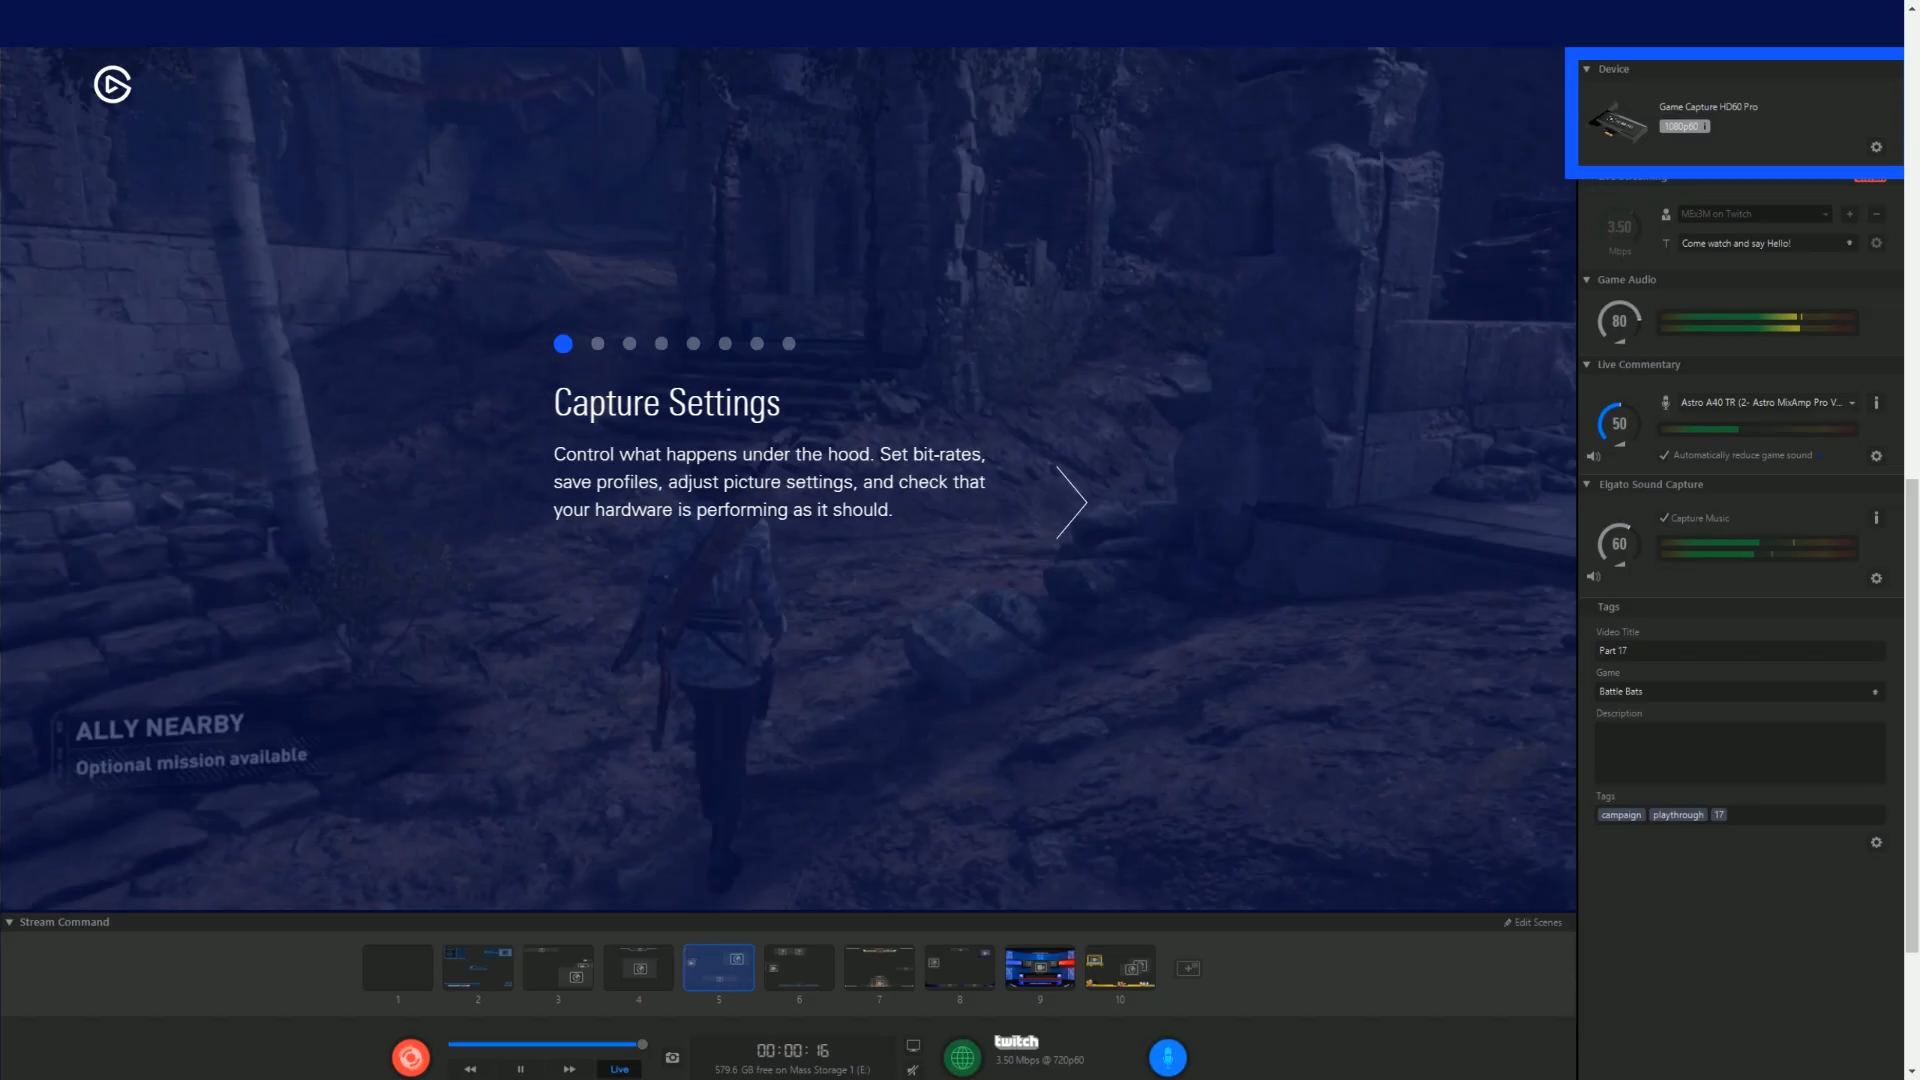 Device
Game Capture HD60 Pro
1080p60 i
3.50
Mbps
MEx3M on Twitch
T
Come watch and say Hello!
Game Audio
80
Live Commentary
Astro A40 TR (2- Astro MixAmp Pro V...
50
Automatically reduce game sound
Elgato Sound Capture
Capture Music
60
Tags
Video Title
Part 17
Game
Battle Bats
Description
Tags
campaign playthrough 17
Capture Settings
Control what happens under the hood. Set bit-rates,
save profiles, adjust picture settings, and check that
your hardware is performing as it should.
ALLY NEARBY
Optional mission available
Stream Command
Edit Scenes
1 2 3 4 5 6 7 8 9 10
Live
00:00:16
579.6 GB free on Mass Storage 1 (E:)
twitch
3.50 Mbps @ 720p60